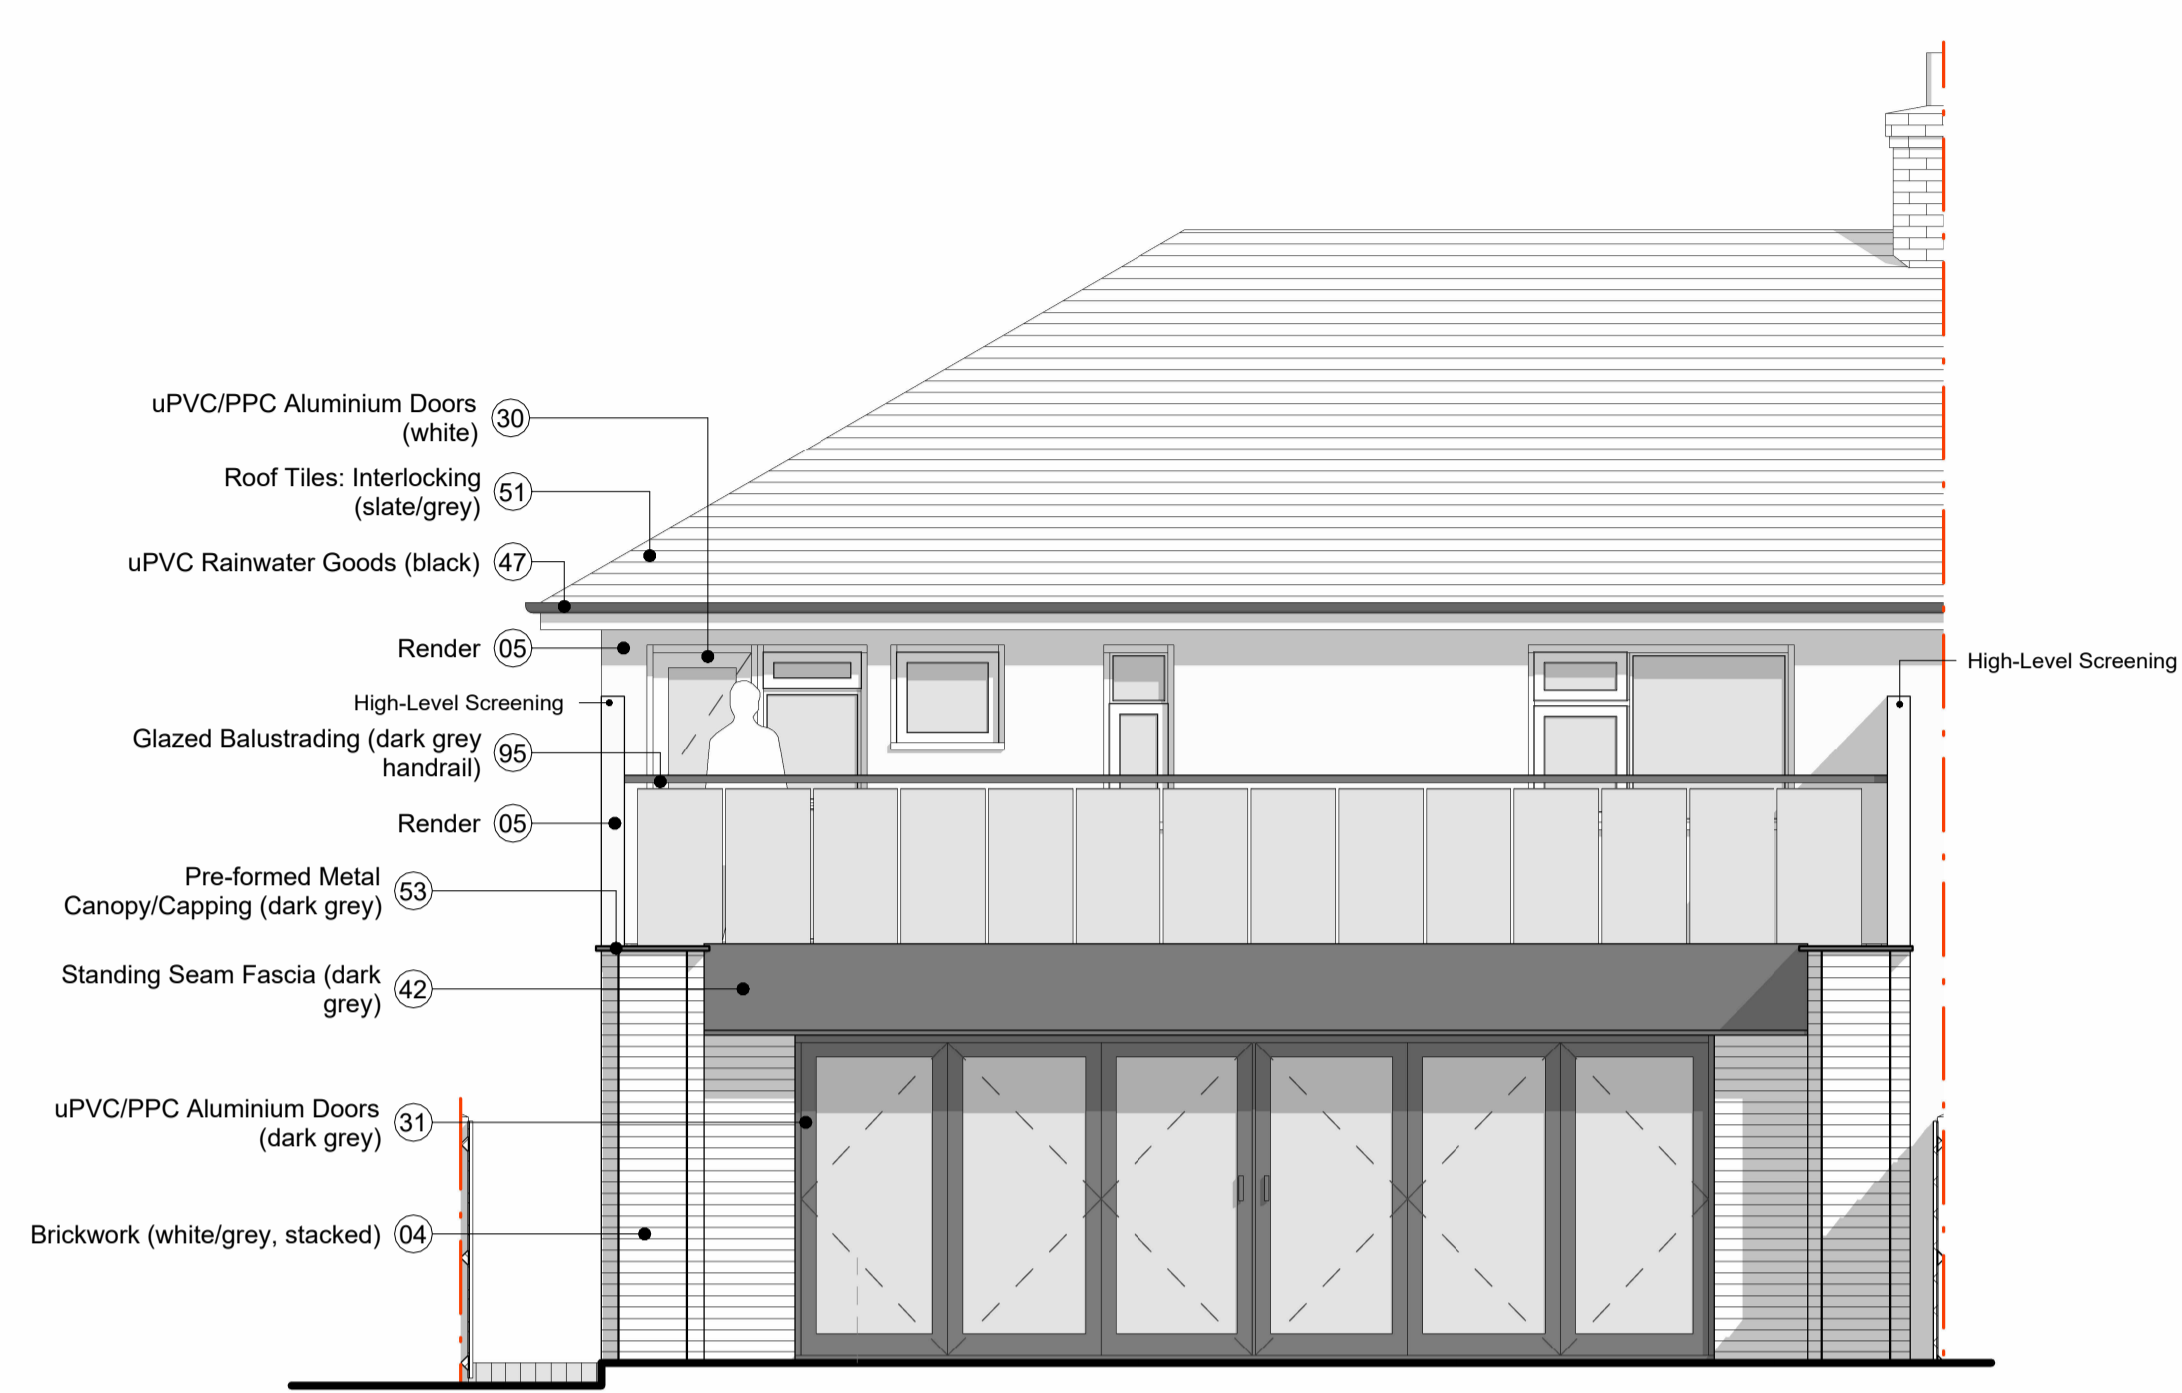 uPVC/PPC Aluminium Doors
(white)
30
Roof Tiles: Interlocking
(slate/grey)
51
uPVC Rainwater Goods (black)
47
Render
05
High-Level Screening
High-Level Screening
Glazed Balustrading (dark grey
handrail)
95
Render
05
Pre-formed Metal
Canopy/Capping (dark grey)
53
Standing Seam Fascia (dark
grey)
42
uPVC/PPC Aluminium Doors
(dark grey)
31
Brickwork (white/grey, stacked)
04